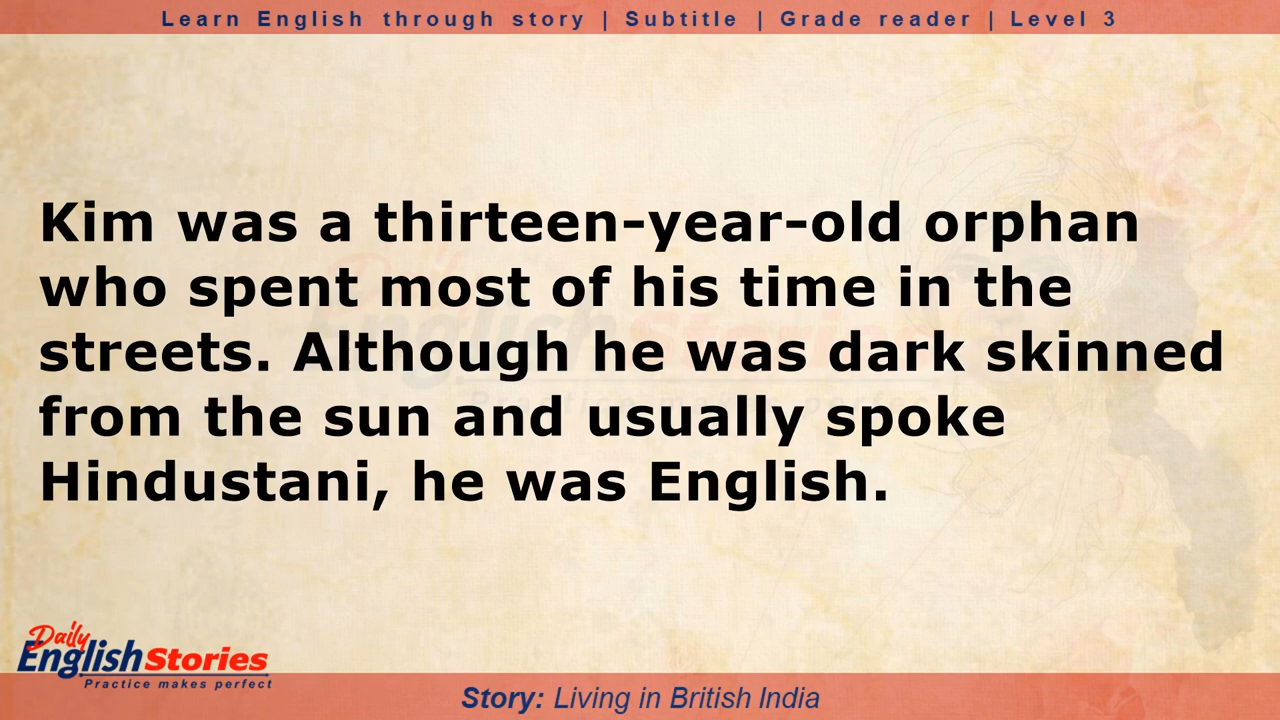 Learn English through story | Subtitle | Grade reader | Level 3
Kim was a thirteen-year-old orphan
who spent most of his time in the
streets. Although he was dark skinned
from the sun and usually spoke
Hindustani, he was English.
Daily
English Stories
Practice makes perfect
Story: Living in British India